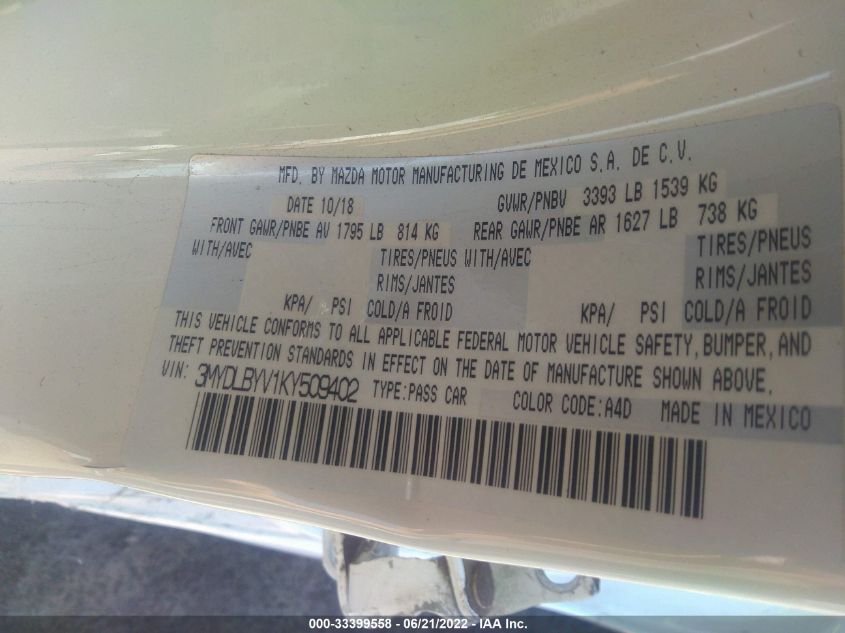 MFD. BY MAZDA MOTOR MANUFACTURING DE MEXICO S.A. DE C.V.
DATE 10/18 GVWR/PNBV 3393 LB 1539 KG
FRONT GAWR/PNBE AV 1795 LB 814 KG REAR GAWR/PNBE AR 1627 LB 738 KG
WITH/AVEC TIRES/PNEUS WITH/AVEC TIRES/PNEUS
RIMS/JANTES RIMS/JANTES
KPA/ PSI COLD/A FROID KPA/ PSI COLD/A FROID
THIS VEHICLE CONFORMS TO ALL APPLICABLE FEDERAL MOTOR VEHICLE SAFETY, BUMPER, AND
THEFT PREVENTION STANDARDS IN EFFECT ON THE DATE OF MANUFACTURE SHOWN ABOVE.
VIN: 3MYDLBYV1KY509402 TYPE:PASS CAR COLOR CODE:A4D MADE IN MEXICO
000-33399558 - 06/21/2022 - IAA Inc.